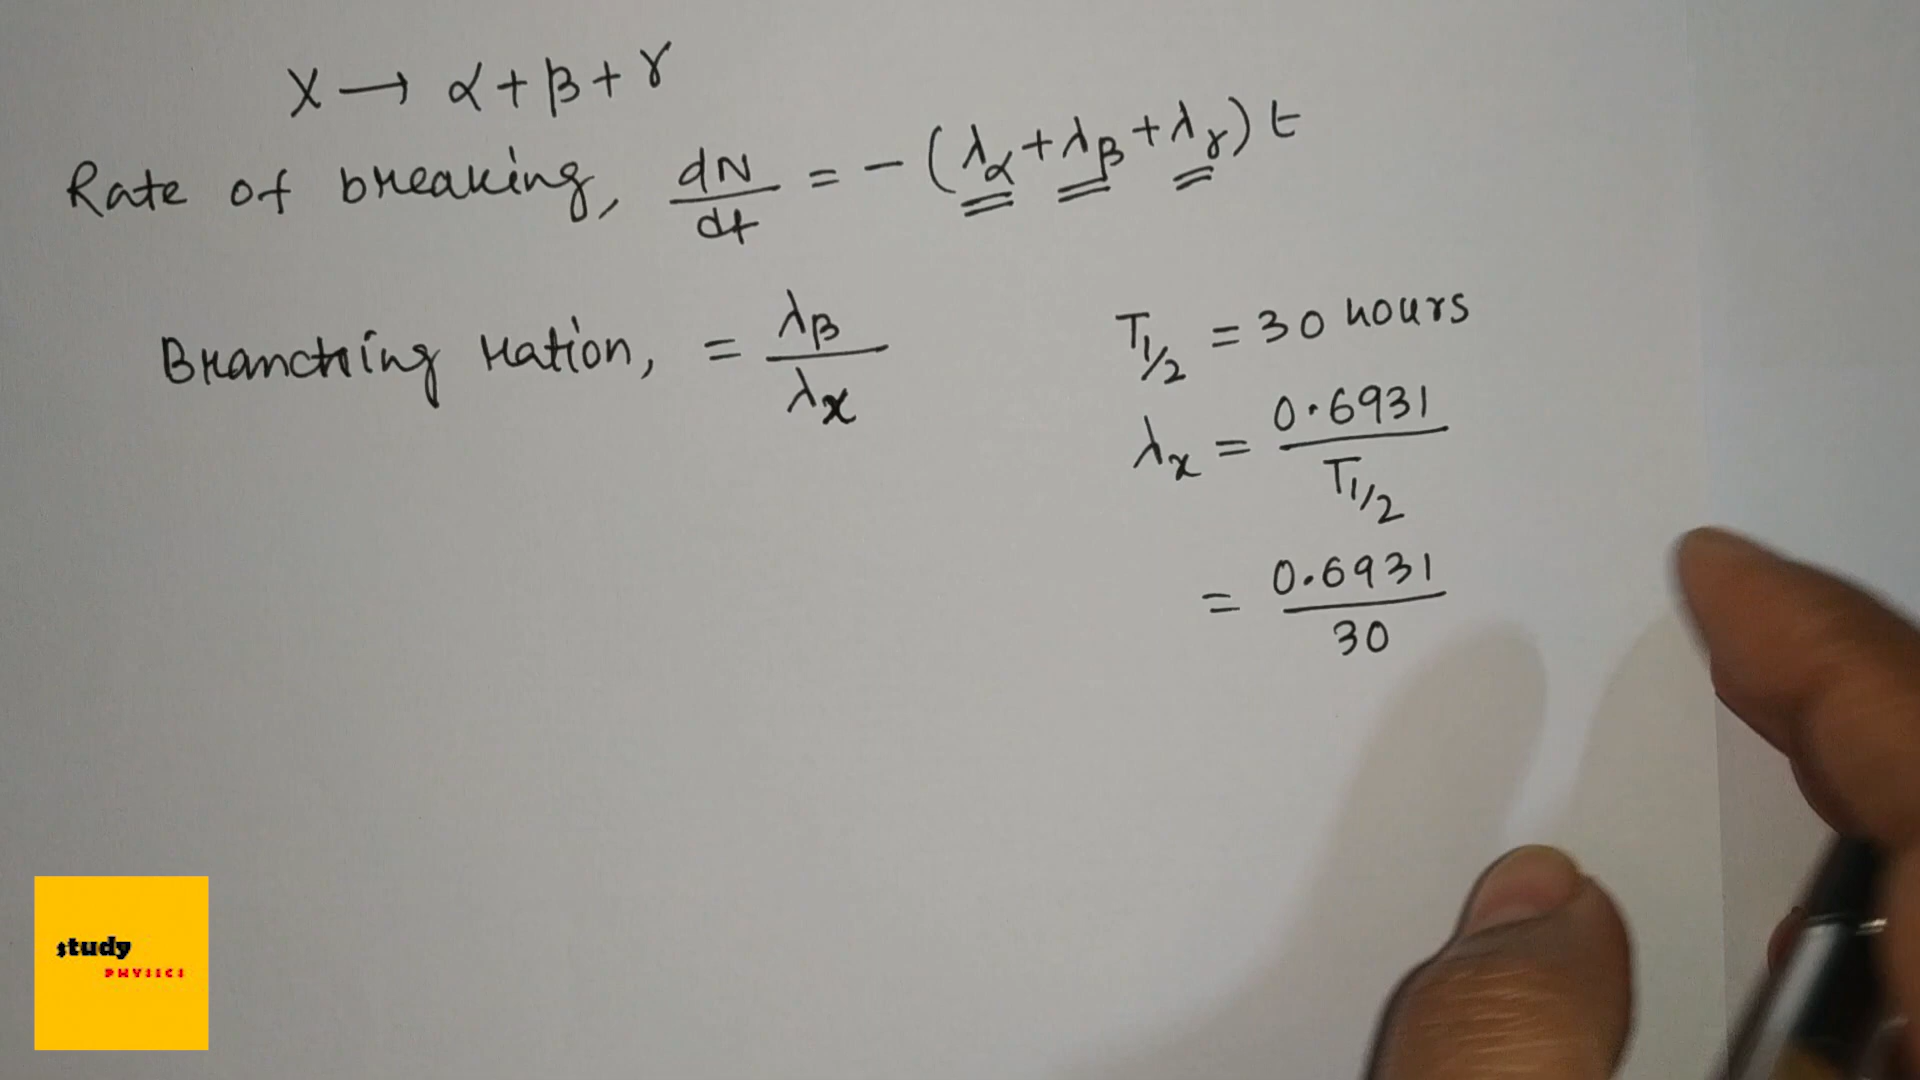 X → α + β + γ
Rate of breaking, dN/dt = - (λα + λβ + λγ) t
Branching ration, = λβ/λx
T1/2 = 30 hours
λx = 0.6931/T1/2
= 0.6931/30
study
PHYSICS